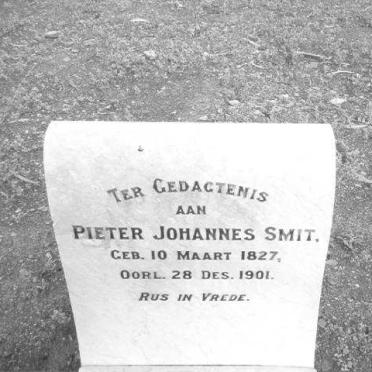 TER GEDACTENIS
AAN
PIETER JOHANNES SMIT,
GEB. 10 MAART 1827,
OORL. 28 DES. 1901.
RUS IN VREDE.